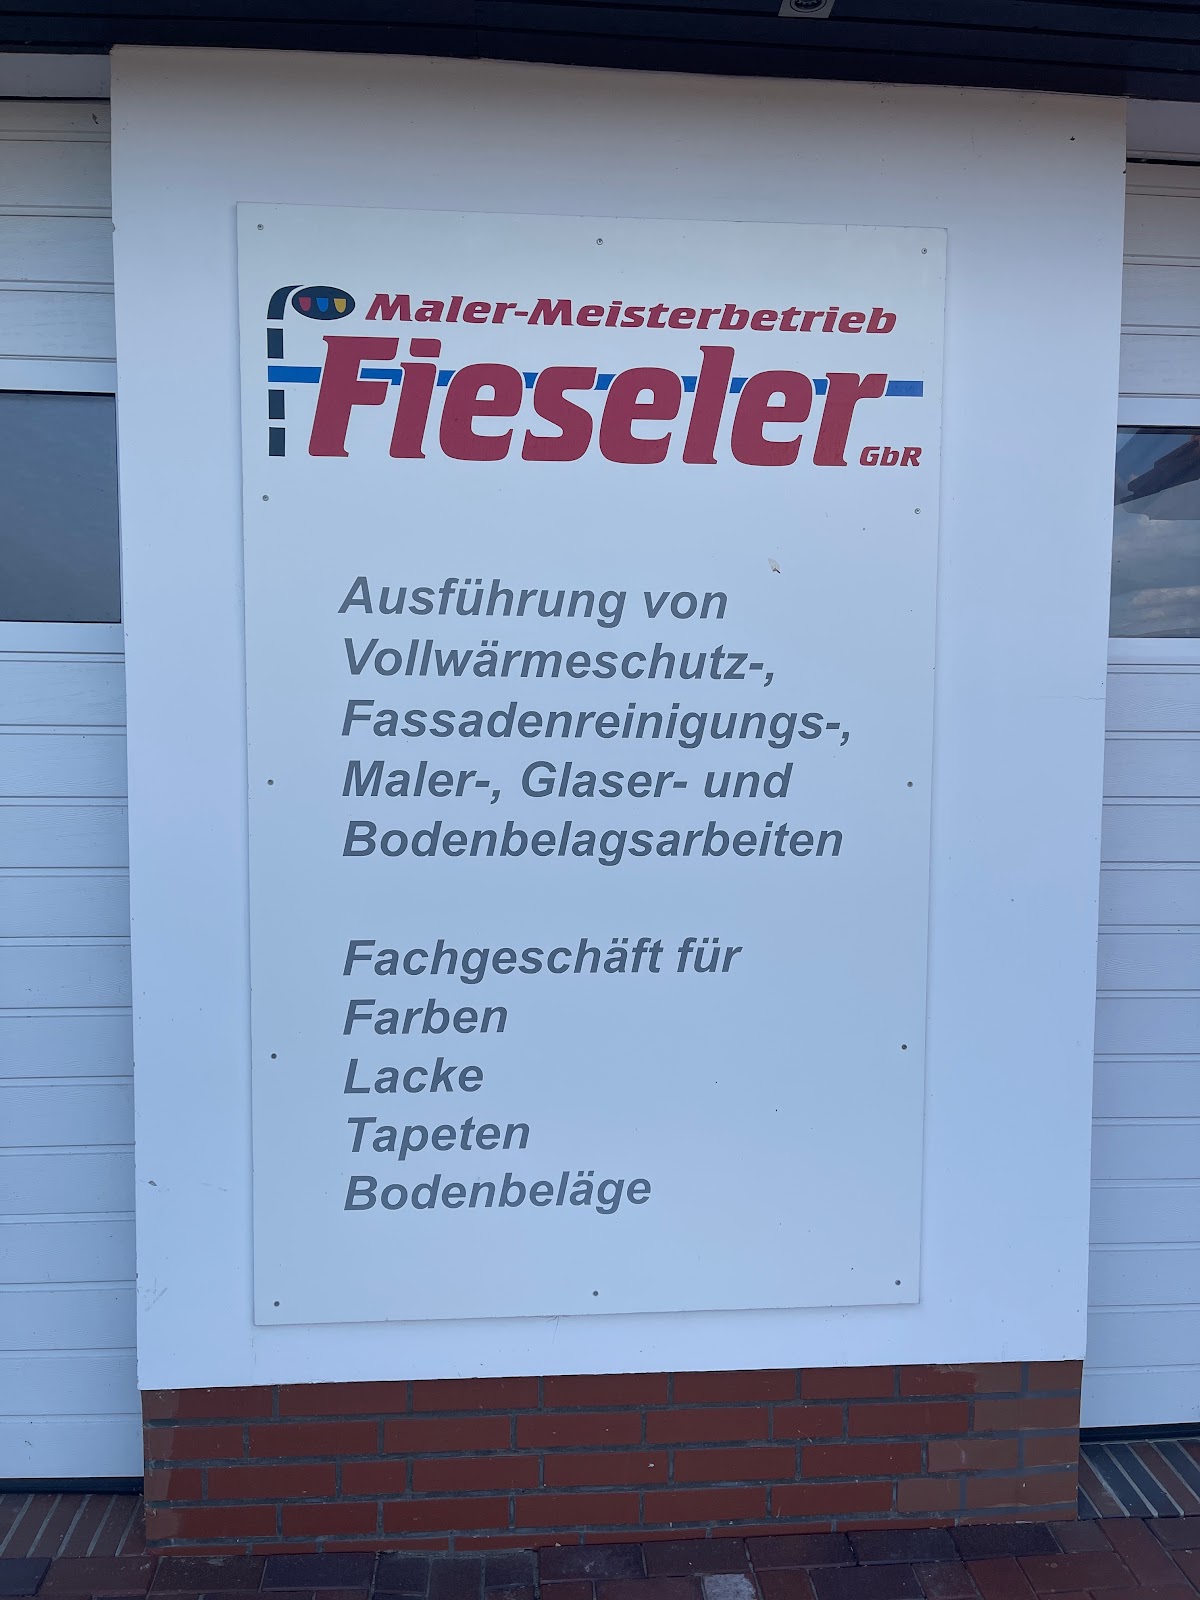 Maler-Meisterbetrieb
Fieseler GbR
Ausführung von
Vollwärmeschutz-,
Fassadenreinigungs-,
Maler-, Glaser- und
Bodenbelagsarbeiten
Fachgeschäft für
Farben
Lacke
Tapeten
Bodenbeläge